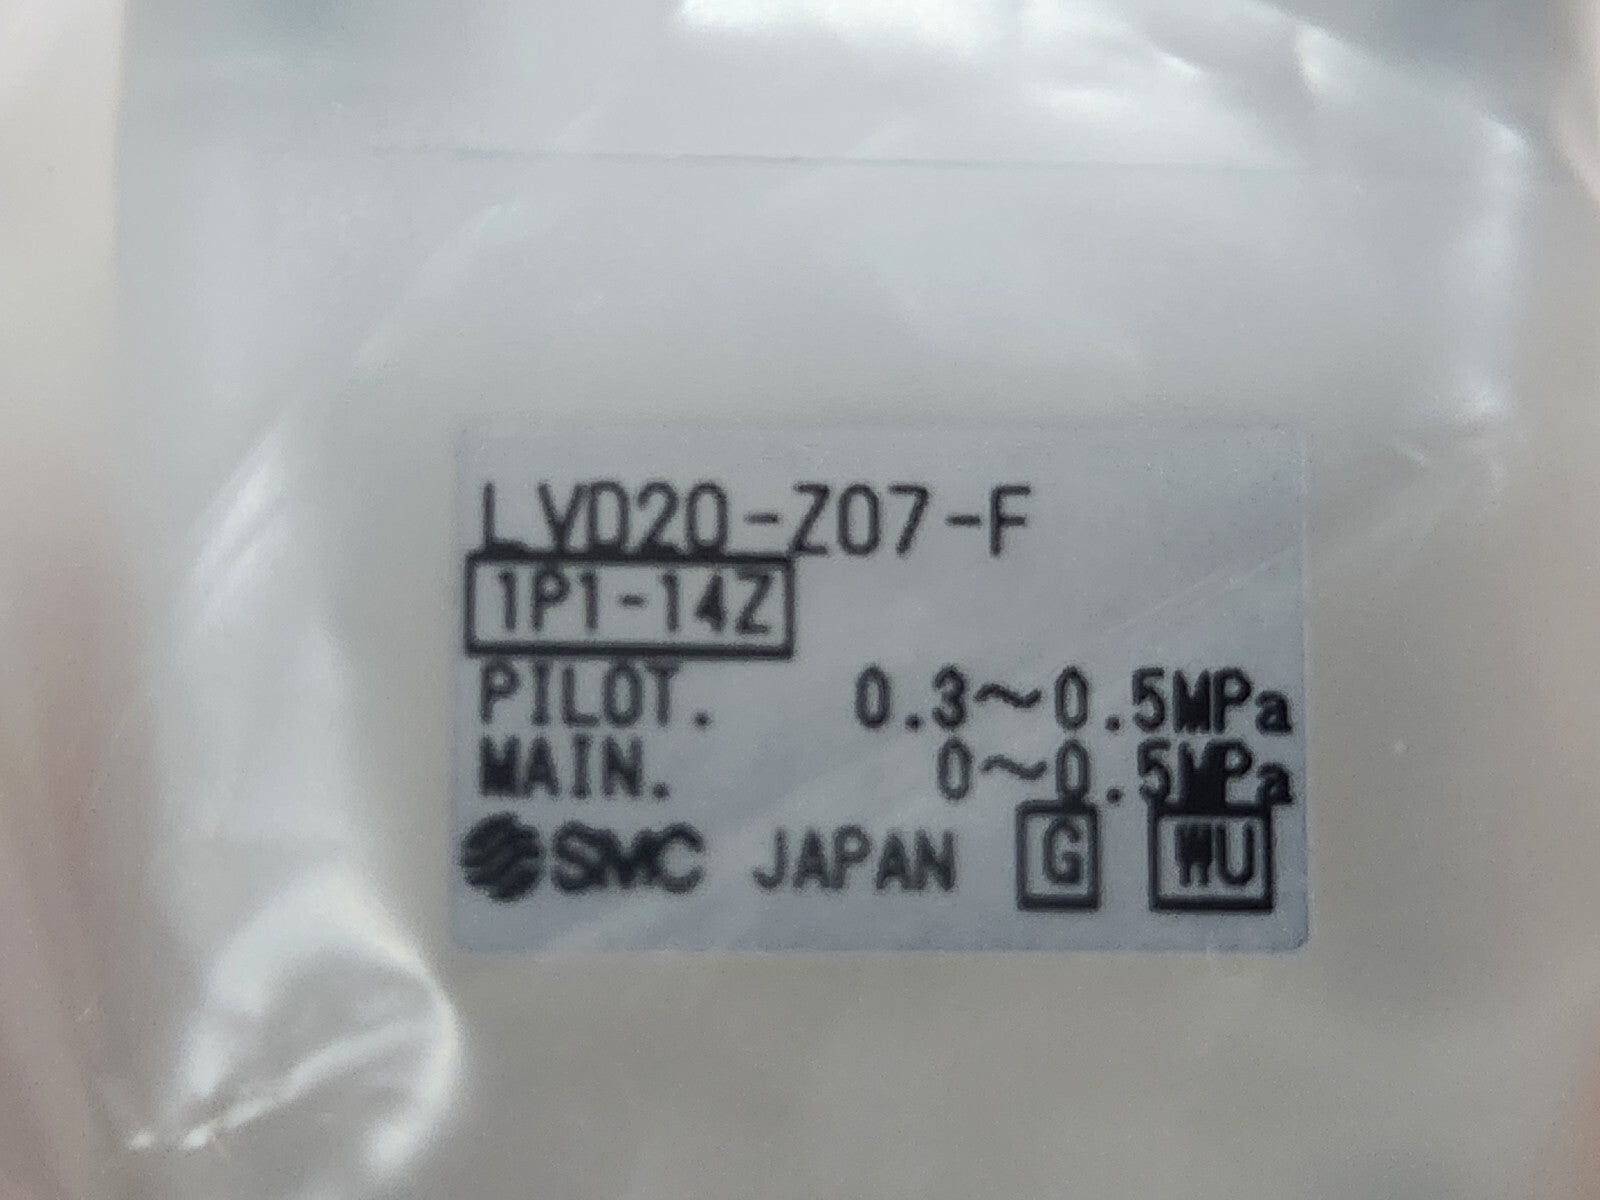 LVD20-Z07-F
1P1-14Z
PILOT. 0.3～0.5MPa
MAIN. 0～0.5MPa
SMC JAPAN G WU